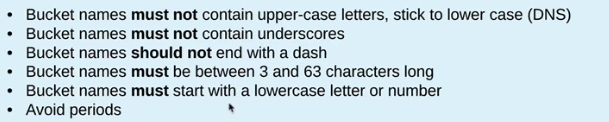 • Bucket names must not contain upper-case letters, stick to lower case (DNS)
• Bucket names must not contain underscores
• Bucket names should not end with a dash
• Bucket names must be between 3 and 63 characters long
• Bucket names must start with a lowercase letter or number
• Avoid periods